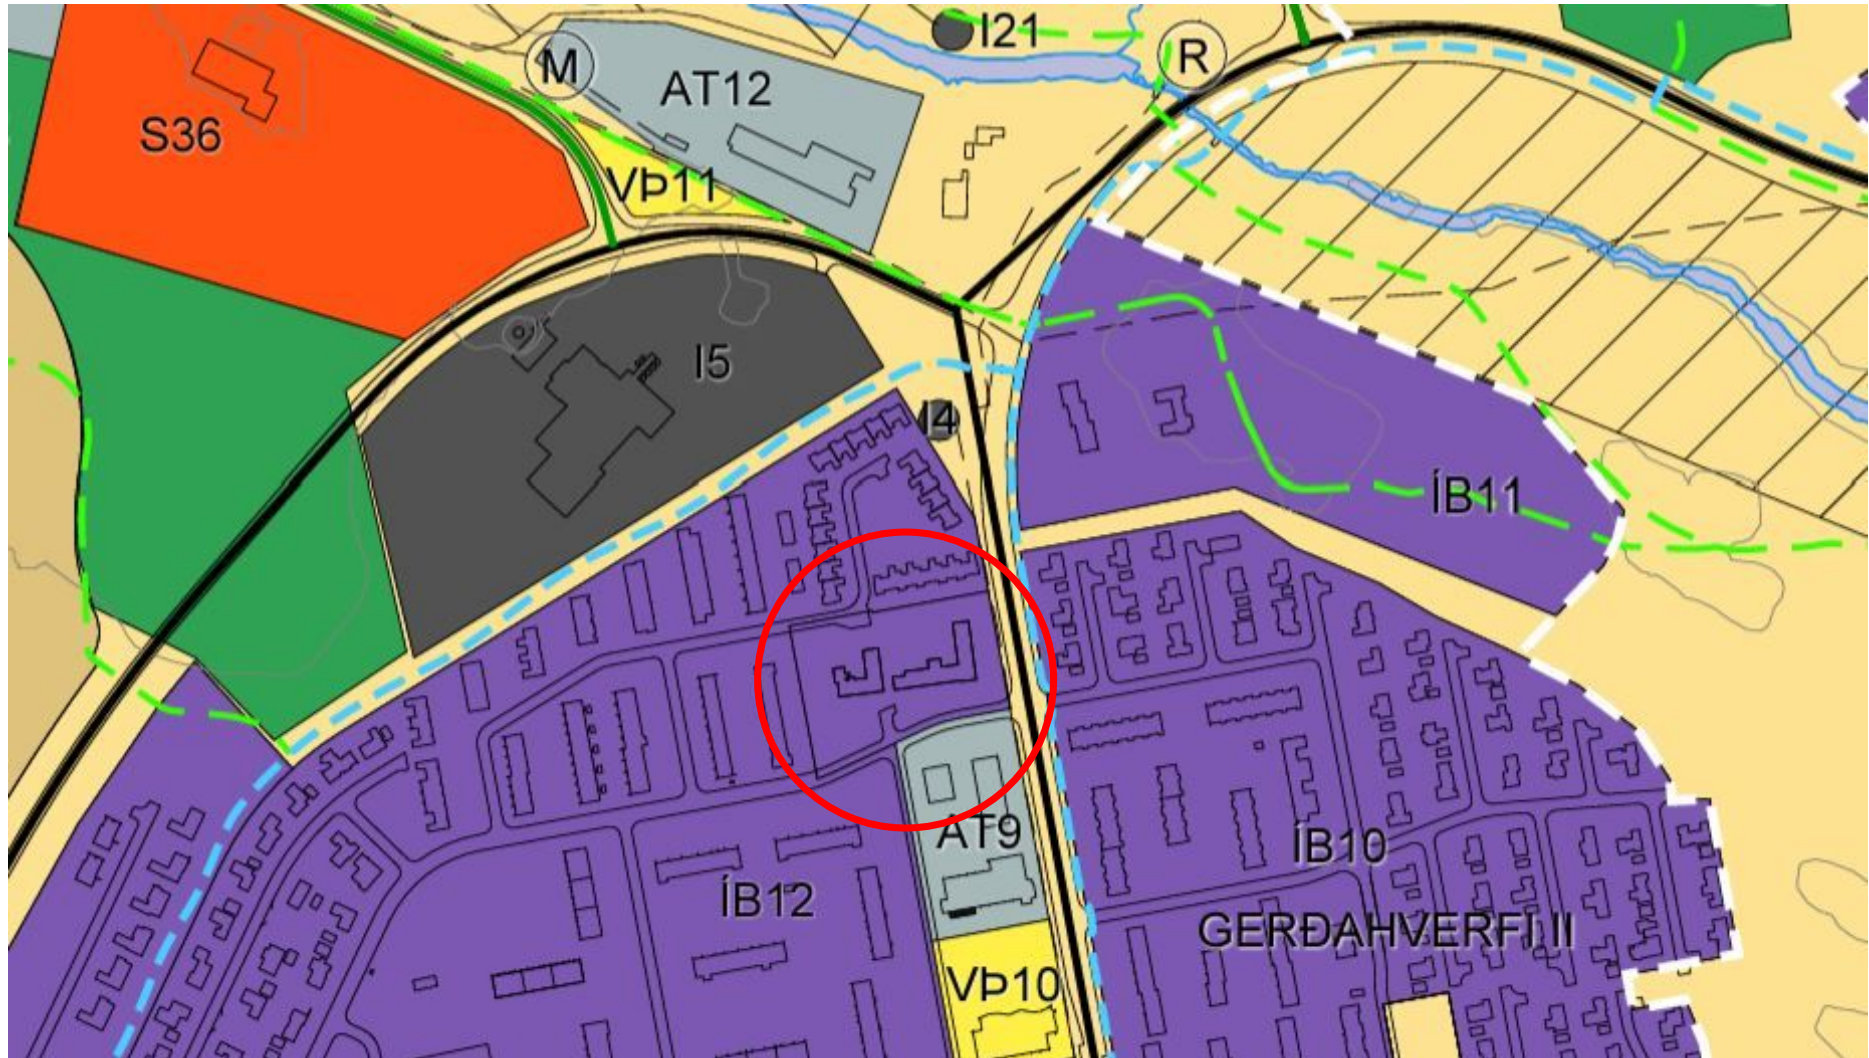 I21
M
R
AT12
S36
VÞ11
I5
I4
ÍB11
AT9
ÍB10
ÍB12
GERÐAHVERFI II
VÞ10